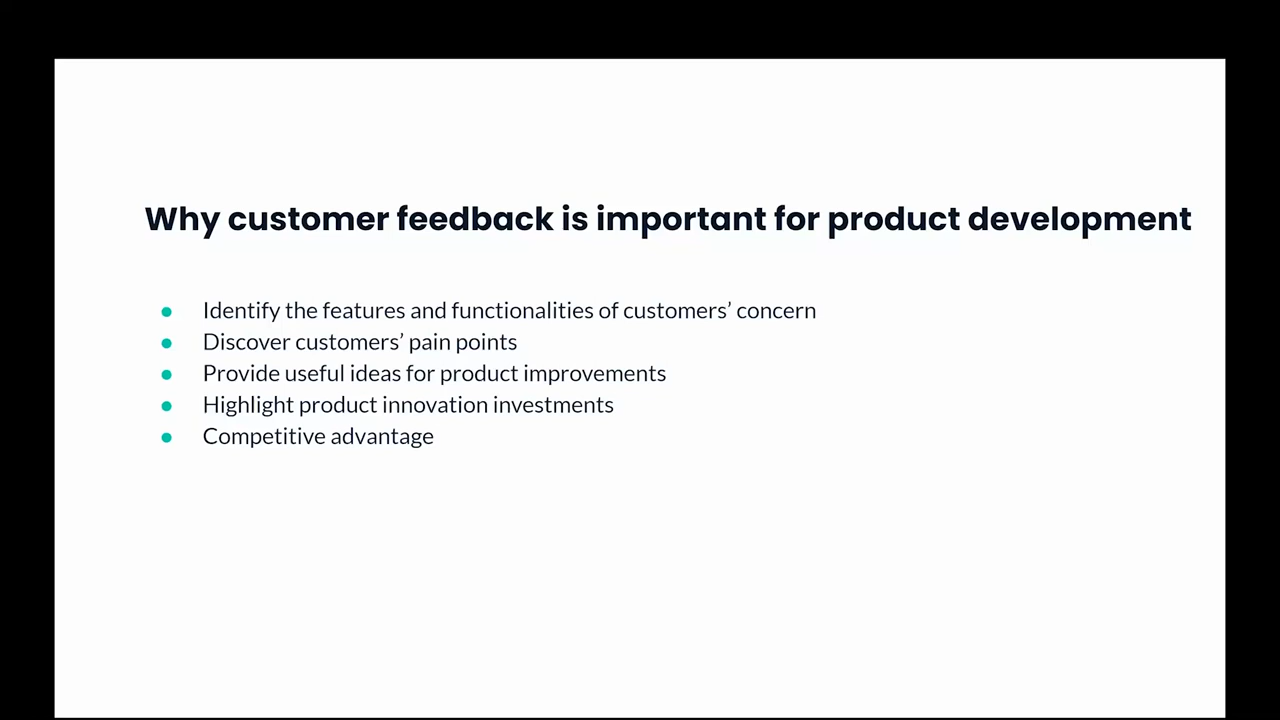 Why customer feedback is important for product development
● Identify the features and functionalities of customers’ concern
● Discover customers’ pain points
● Provide useful ideas for product improvements
● Highlight product innovation investments
● Competitive advantage